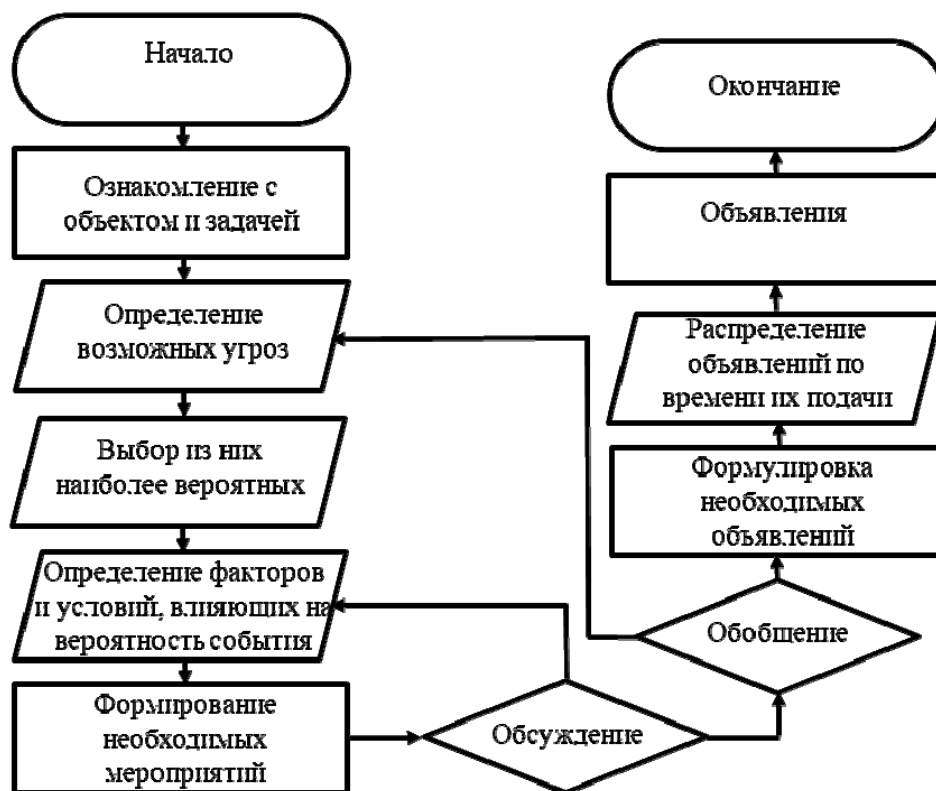 Начало
Ознакомление с
объектом и задачей
Определение
возможных угроз
Выбор из них
наиболее вероятных
Определение факторов
и условий, влияющих на
вероятность события
Формирование
необходимых
мероприятий
Обсуждение
Обобщение
Формулировка
необходимых
объявлений
Распределение
объявлений по
времени их подачи
Объявления
Окончание